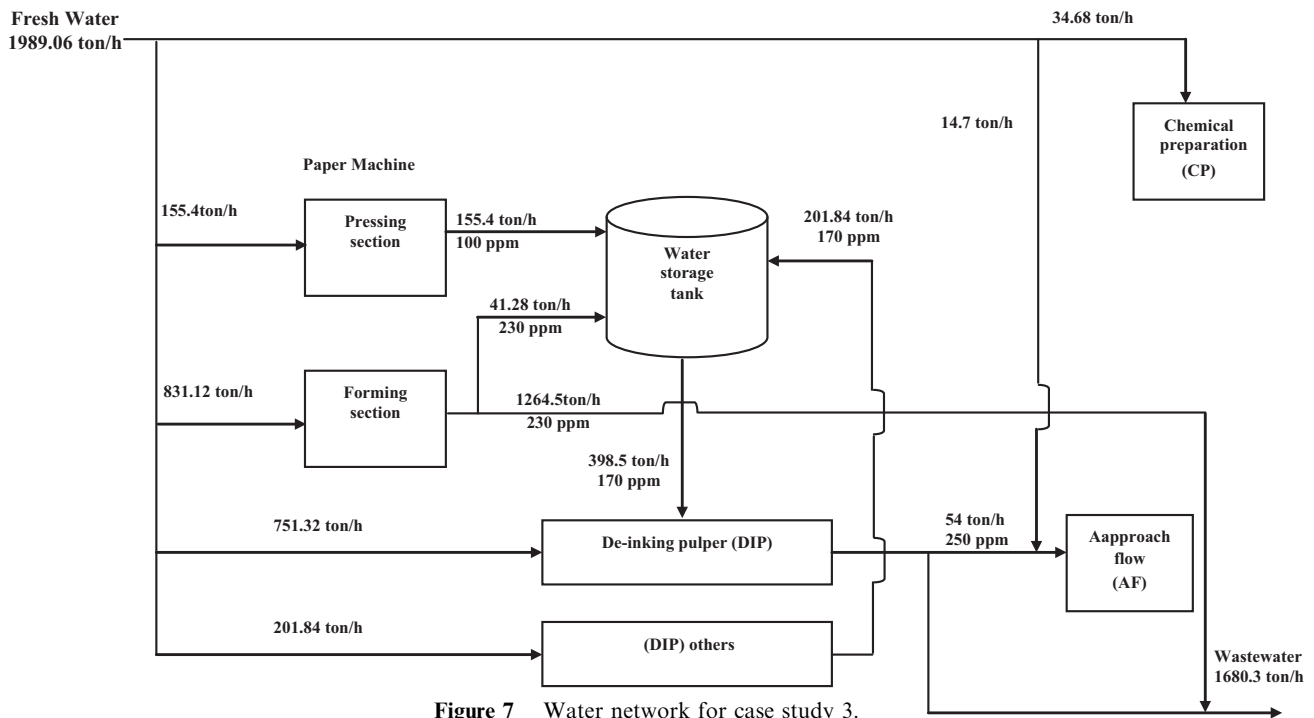 Fresh Water
1989.06 ton/h
34.68 ton/h
14.7 ton/h
Chemical
preparation
(CP)
Paper Machine
155.4ton/h
Pressing
section
155.4 ton/h
100 ppm
Water
storage
tank
201.84 ton/h
170 ppm
41.28 ton/h
230 ppm
831.12 ton/h
Forming
section
1264.5ton/h
230 ppm
398.5 ton/h
170 ppm
751.32 ton/h
De-inking pulper (DIP)
54 ton/h
250 ppm
Aapproach
flow
(AF)
201.84 ton/h
(DIP) others
Wastewater
1680.3 ton/h
Figure 7 Water network for case study 3.